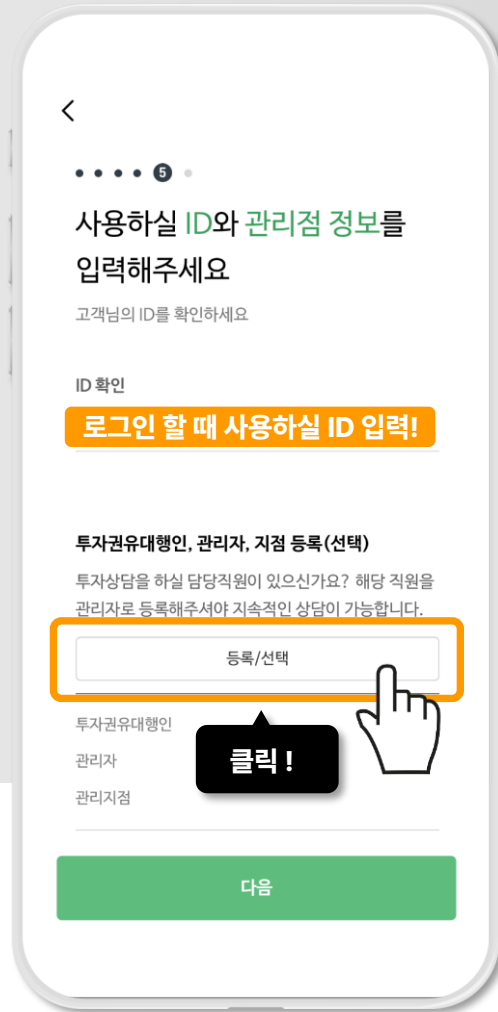 5
사용하실 ID와 관리점 정보를
입력해주세요
고객님의 ID를 확인하세요
ID 확인
로그인 할 때 사용하실 ID 입력!
투자권유대행인, 관리자, 지점 등록(선택)
투자상담을 하실 담당직원이 있으신가요? 해당 직원을
관리자로 등록해주셔야 지속적인 상담이 가능합니다.
등록/선택
투자권유대행인
클릭 !
관리자
관리지점
다음